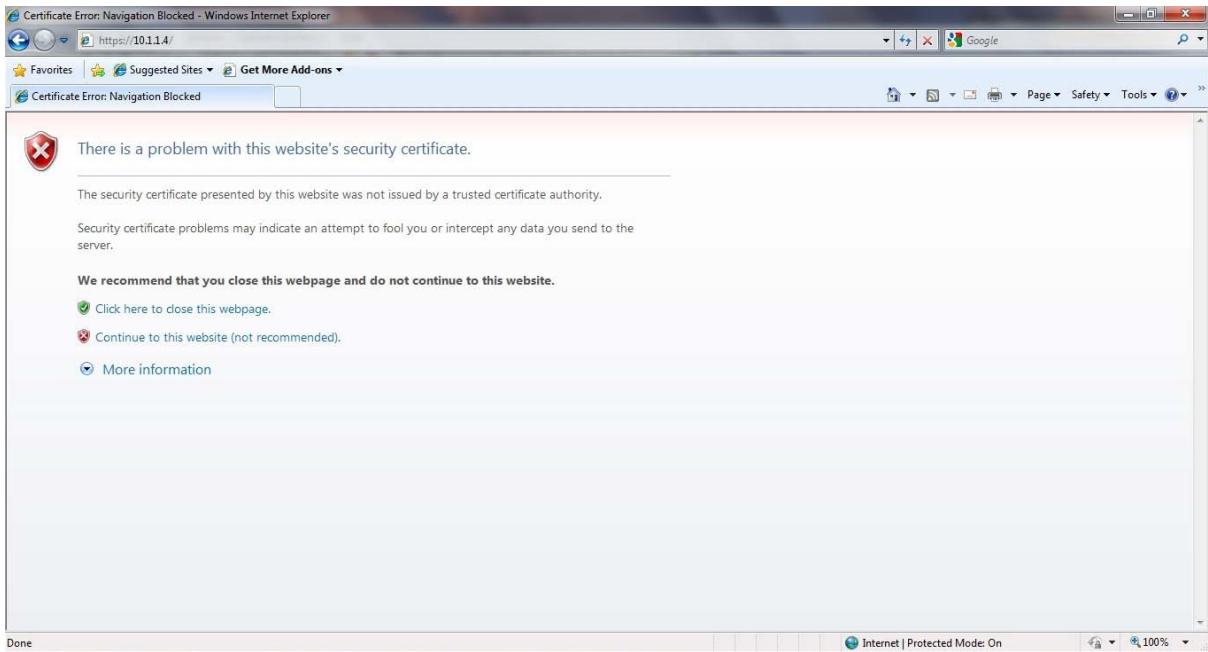 Certificate Error: Navigation Blocked - Windows Internet Explorer
https://10.1.1.4/
Google
Favorites Suggested Sites Get More Add-ons
Certificate Error: Navigation Blocked
Page Safety Tools
There is a problem with this website's security certificate.
The security certificate presented by this website was not issued by a trusted certificate authority.
Security certificate problems may indicate an attempt to fool you or intercept any data you send to the
server.
We recommend that you close this webpage and do not continue to this website.
Click here to close this webpage.
Continue to this website (not recommended).
More information
Done
Internet | Protected Mode: On
100%